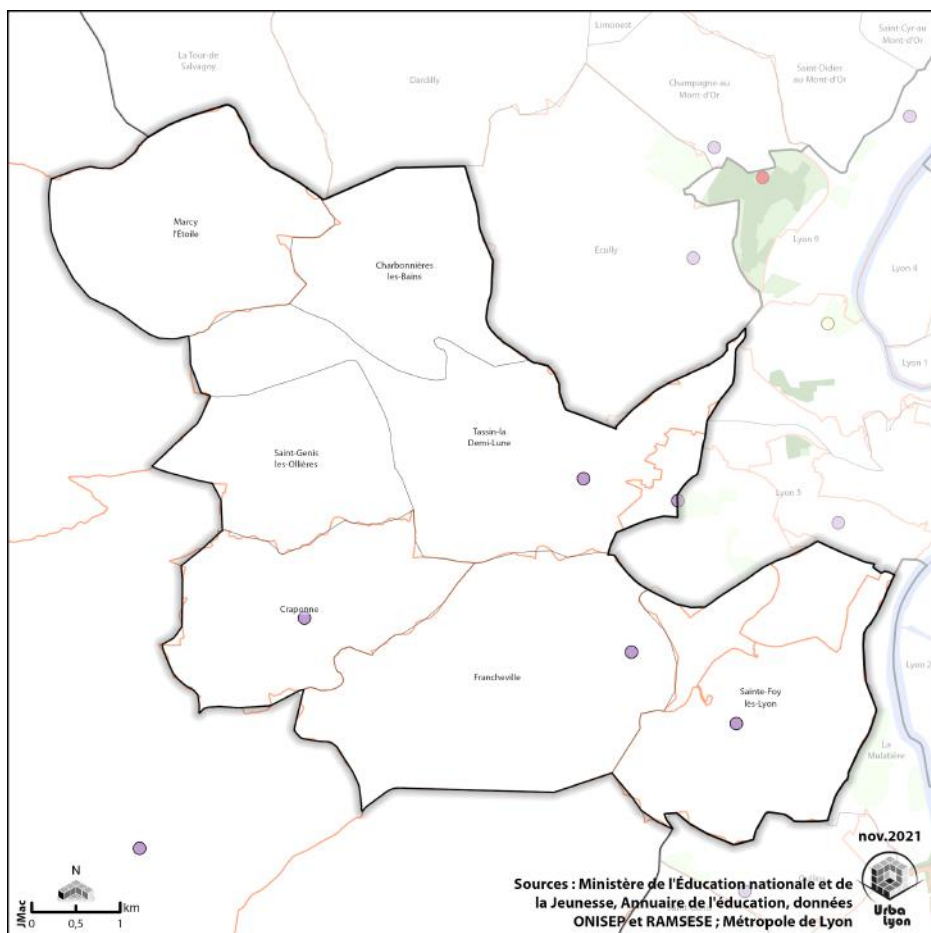 Limonest
Saint-Cyr-au
Mont-d'Or
La Tour-de
Salvagny
Dardilly
Champagne-au
Mont-d'Or
Saint-Didier
au Mont-d'Or
Marcy
l'Étoile
Charbonnières
les-Bains
Écully
Lyon 9
Lyon 4
Lyon 1
Tassin-la
Demi-Lune
Saint-Genis
les-Ollières
Lyon 5
Craponne
Francheville
Sainte-Foy
lès-Lyon
Lyon 2
La
Mulatière
nov.2021
N
JMac
0 0,5 1 km
Sources : Ministère de l'Éducation nationale et de
la Jeunesse, Annuaire de l'éducation, données
ONISEP et RAMSESE ; Métropole de Lyon
Urba
Lyon